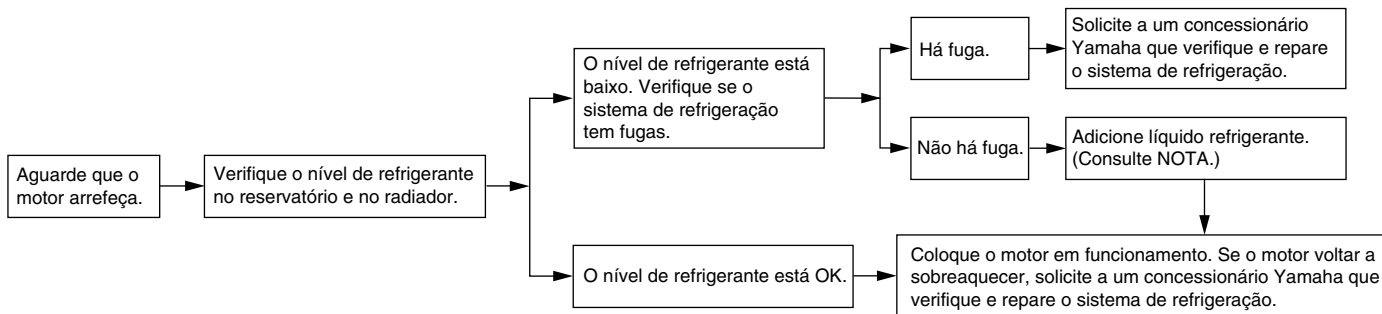 Aguarde que o
motor arrefeça.
Verifique o nível de refrigerante
no reservatório e no radiador.
O nível de refrigerante está
baixo. Verifique se o
sistema de refrigeração
tem fugas.
Há fuga.
Solicite a um concessionário
Yamaha que verifique e repare
o sistema de refrigeração.
Não há fuga.
Adicione líquido refrigerante.
(Consulte NOTA.)
O nível de refrigerante está OK.
Coloque o motor em funcionamento. Se o motor voltar a
sobreaquecer, solicite a um concessionário Yamaha que
verifique e repare o sistema de refrigeração.